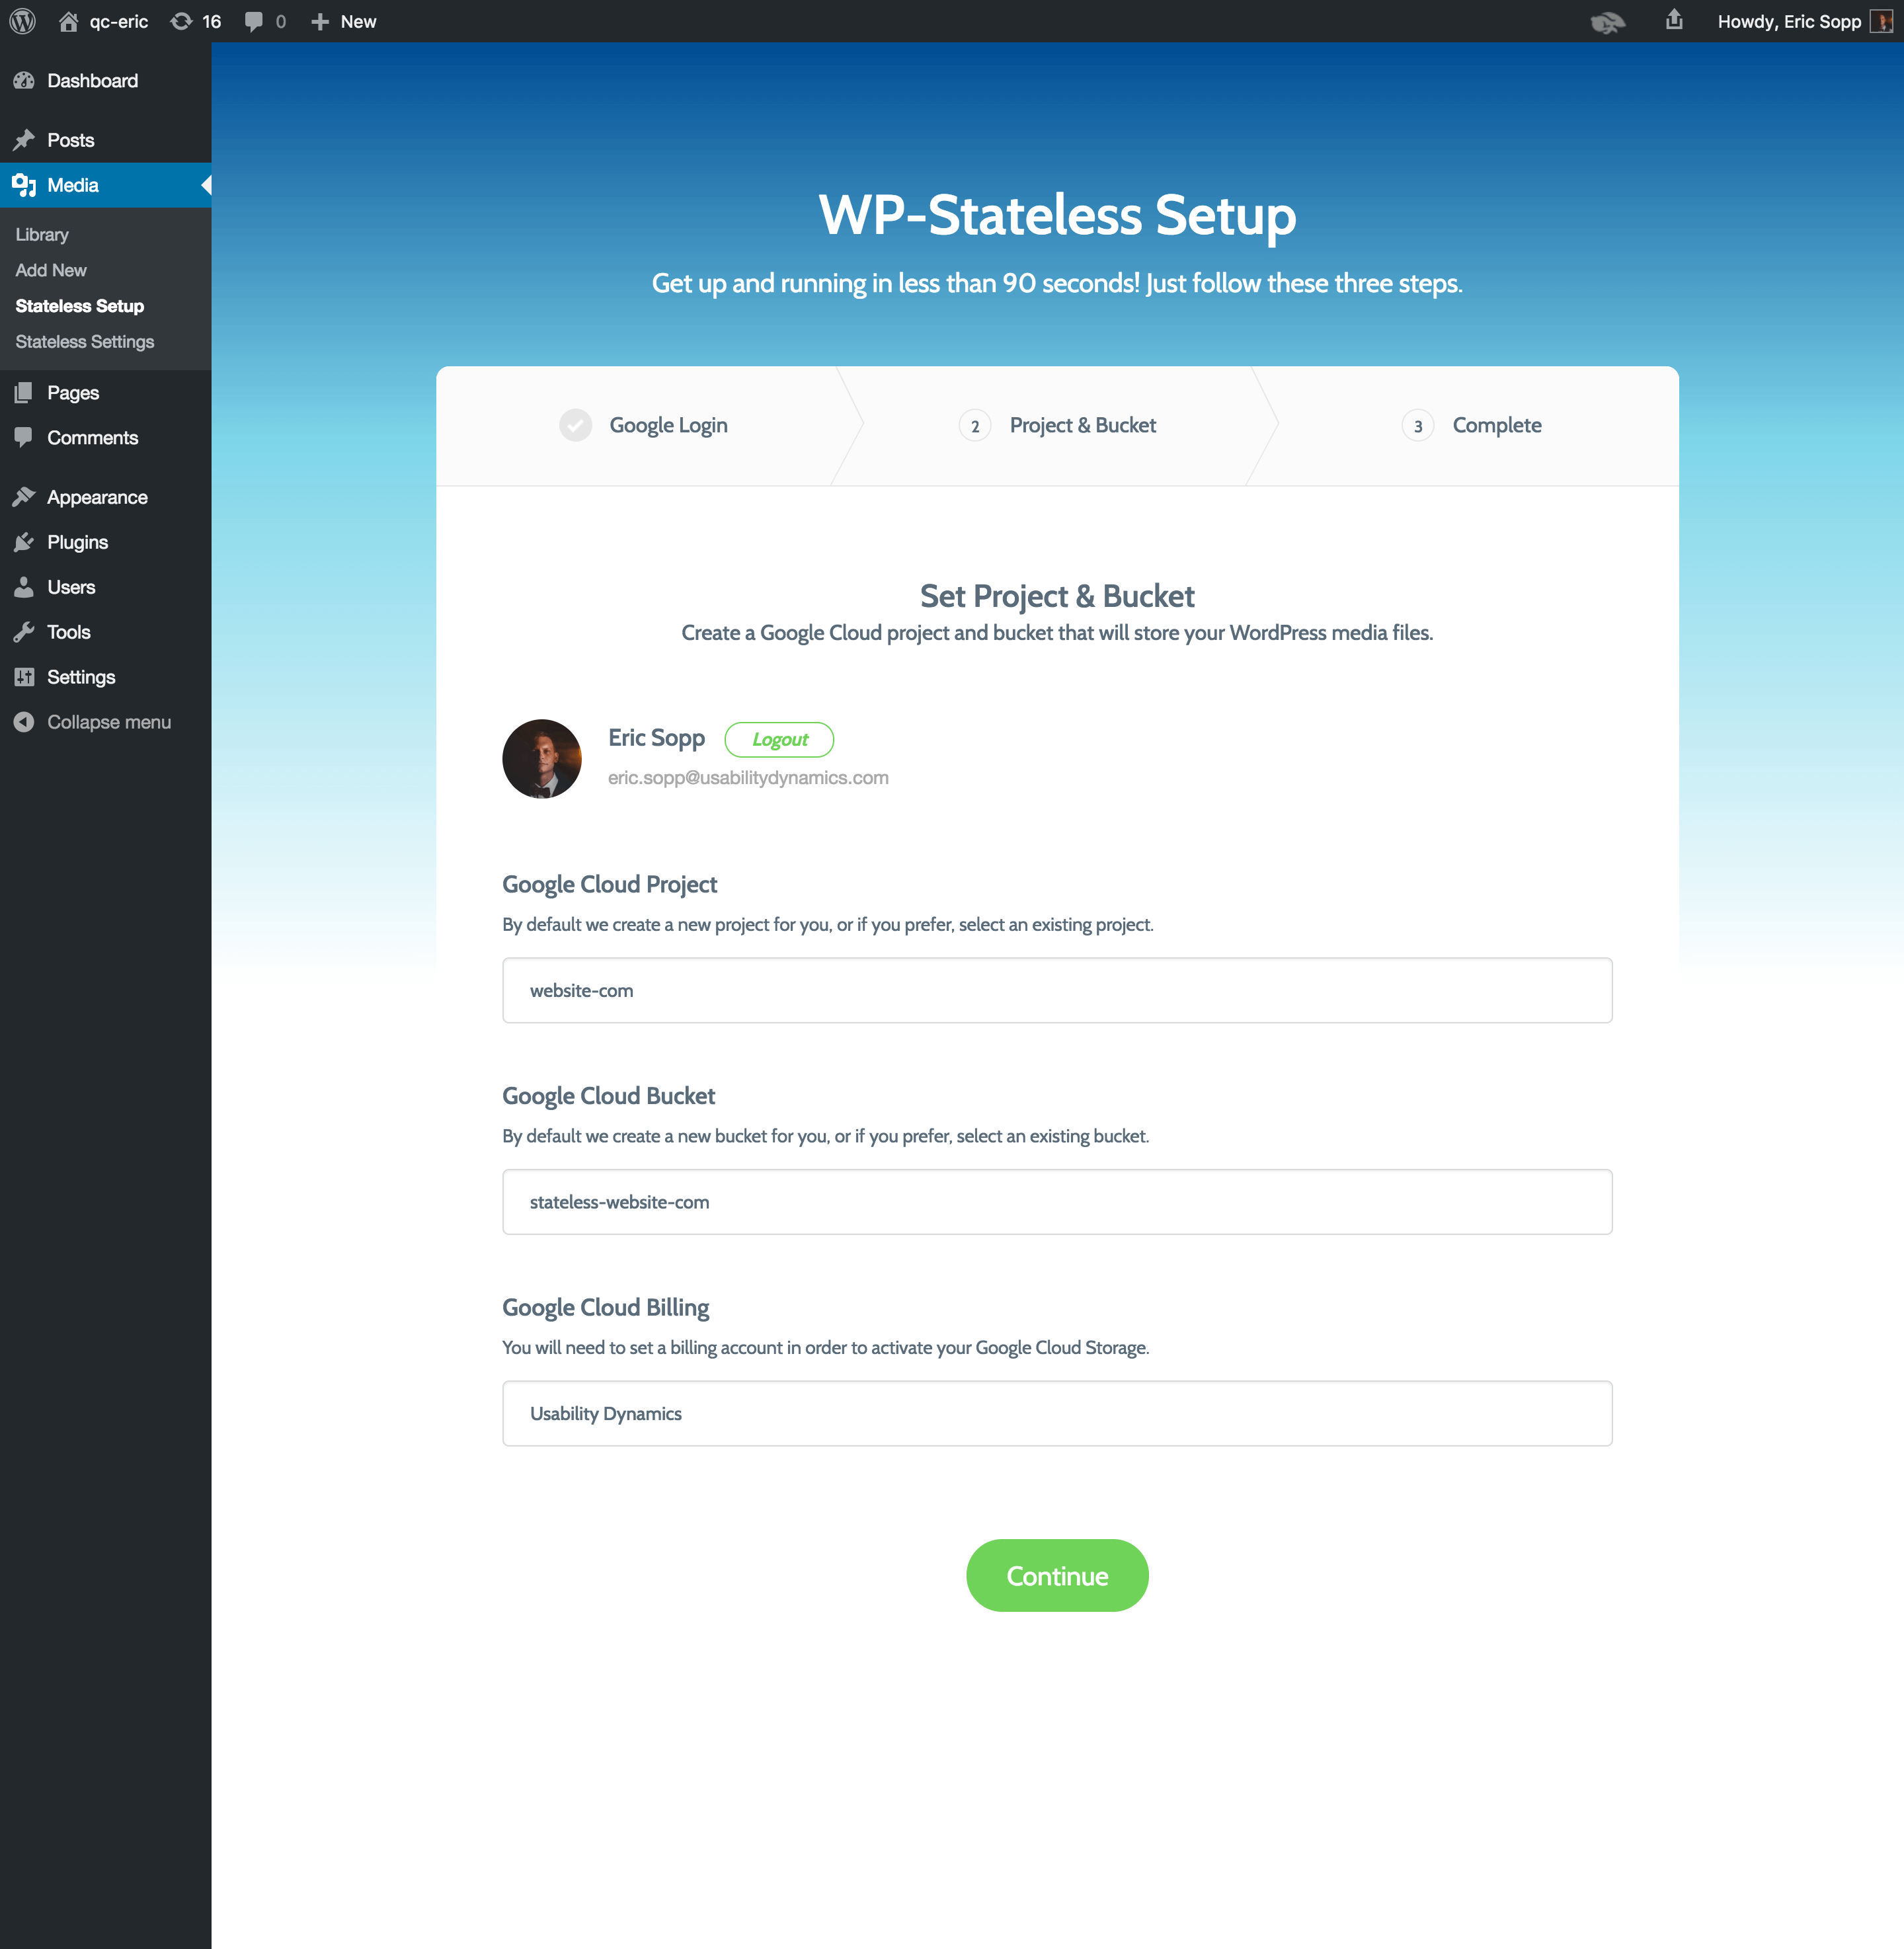 qc-eric 16 0 New Howdy, Eric Sopp
Dashboard
Posts
Media
Library
Add New
Stateless Setup
Stateless Settings
Pages
Comments
Appearance
Plugins
Users
Tools
Settings
Collapse menu
WP-Stateless Setup
Get up and running in less than 90 seconds! Just follow these three steps.
Google Login 2 Project & Bucket 3 Complete
Set Project & Bucket
Create a Google Cloud project and bucket that will store your WordPress media files.
Eric Sopp Logout
eric.sopp@usabilitydynamics.com
Google Cloud Project
By default we create a new project for you, or if you prefer, select an existing project.
website-com
Google Cloud Bucket
By default we create a new bucket for you, or if you prefer, select an existing bucket.
stateless-website-com
Google Cloud Billing
You will need to set a billing account in order to activate your Google Cloud Storage.
Usability Dynamics
Continue